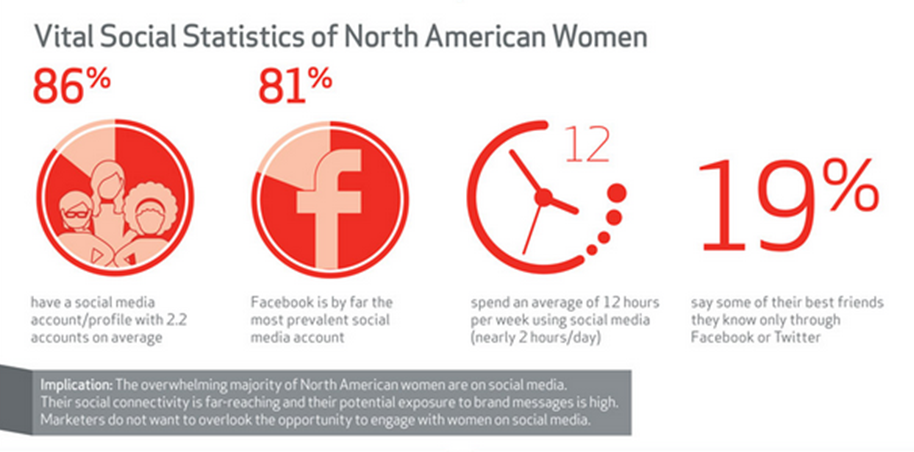 Vital Social Statistics of North American Women
86%
81%
12
19%
have a social media
account/profile with 2.2
accounts on average
Facebook is by far the
most prevalent social
media account
spend an average of 12 hours
per week using social media
(nearly 2 hours/day)
say some of their best friends
they know only through
Facebook or Twitter
Implication: The overwhelming majority of North American women are on social media.
Their social connectivity is far-reaching and their potential exposure to brand messages is high.
Marketers do not want to overlook the opportunity to engage with women on social media.